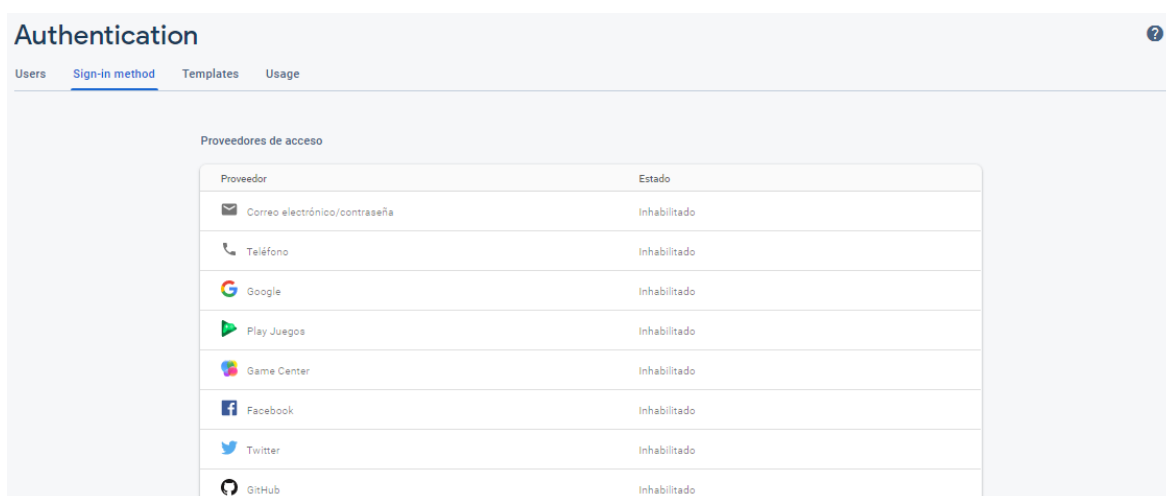 Authentication
Users Sign-in method Templates Usage
Proveedores de acceso
Proveedor Estado
Correo electrónico/contraseña Inhabilitado
Teléfono Inhabilitado
Google Inhabilitado
Play Juegos Inhabilitado
Game Center Inhabilitado
Facebook Inhabilitado
Twitter Inhabilitado
GitHub Inhabilitado